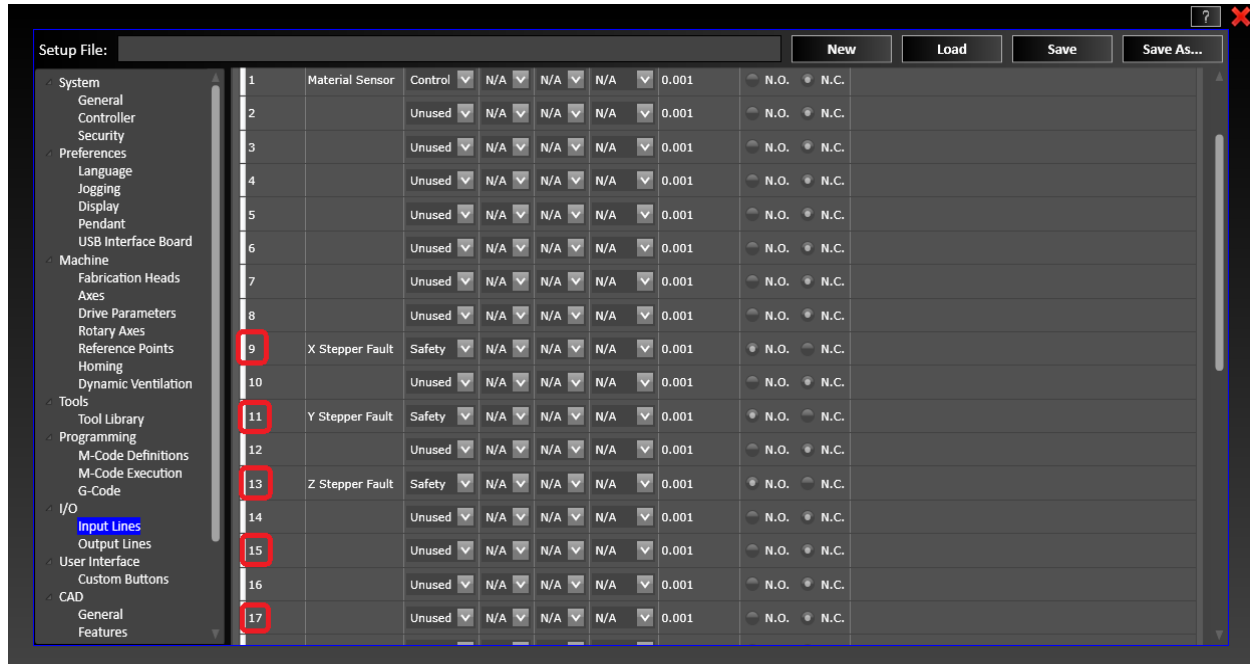 ?
Setup File: New Load Save Save As...
System
General
Controller
Security
Preferences
Language
Jogging
Display
Pendant
USB Interface Board
Machine
Fabrication Heads
Axes
Drive Parameters
Rotary Axes
Reference Points
Homing
Dynamic Ventilation
Tools
Tool Library
Programming
M-Code Definitions
M-Code Execution
G-Code
I/O
Input Lines
Output Lines
User Interface
Custom Buttons
CAD
General
Features
1 Material Sensor Control N/A N/A N/A 0.001 N.O. N.C.
2 Unused N/A N/A N/A 0.001 N.O. N.C.
3 Unused N/A N/A N/A 0.001 N.O. N.C.
4 Unused N/A N/A N/A 0.001 N.O. N.C.
5 Unused N/A N/A N/A 0.001 N.O. N.C.
6 Unused N/A N/A N/A 0.001 N.O. N.C.
7 Unused N/A N/A N/A 0.001 N.O. N.C.
8 Unused N/A N/A N/A 0.001 N.O. N.C.
9 X Stepper Fault Safety N/A N/A N/A 0.001 N.O. N.C.
10 Unused N/A N/A N/A 0.001 N.O. N.C.
11 Y Stepper Fault Safety N/A N/A N/A 0.001 N.O. N.C.
12 Unused N/A N/A N/A 0.001 N.O. N.C.
13 Z Stepper Fault Safety N/A N/A N/A 0.001 N.O. N.C.
14 Unused N/A N/A N/A 0.001 N.O. N.C.
15 Unused N/A N/A N/A 0.001 N.O. N.C.
16 Unused N/A N/A N/A 0.001 N.O. N.C.
17 Unused N/A N/A N/A 0.001 N.O. N.C.